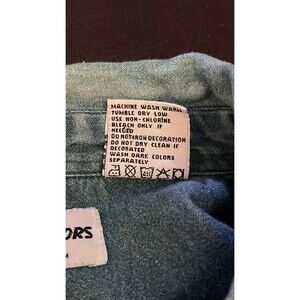 MACHINE WASH WARM
TUMBLE DRY LOW
USE NON-CHLORINE
BLEACH ONLY IF
NEEDED
DO NOT IRON DECORATION
DO NOT DRY CLEAN IF
DECORATED
WASH DARK COLORS
SEPARATELY
ORS